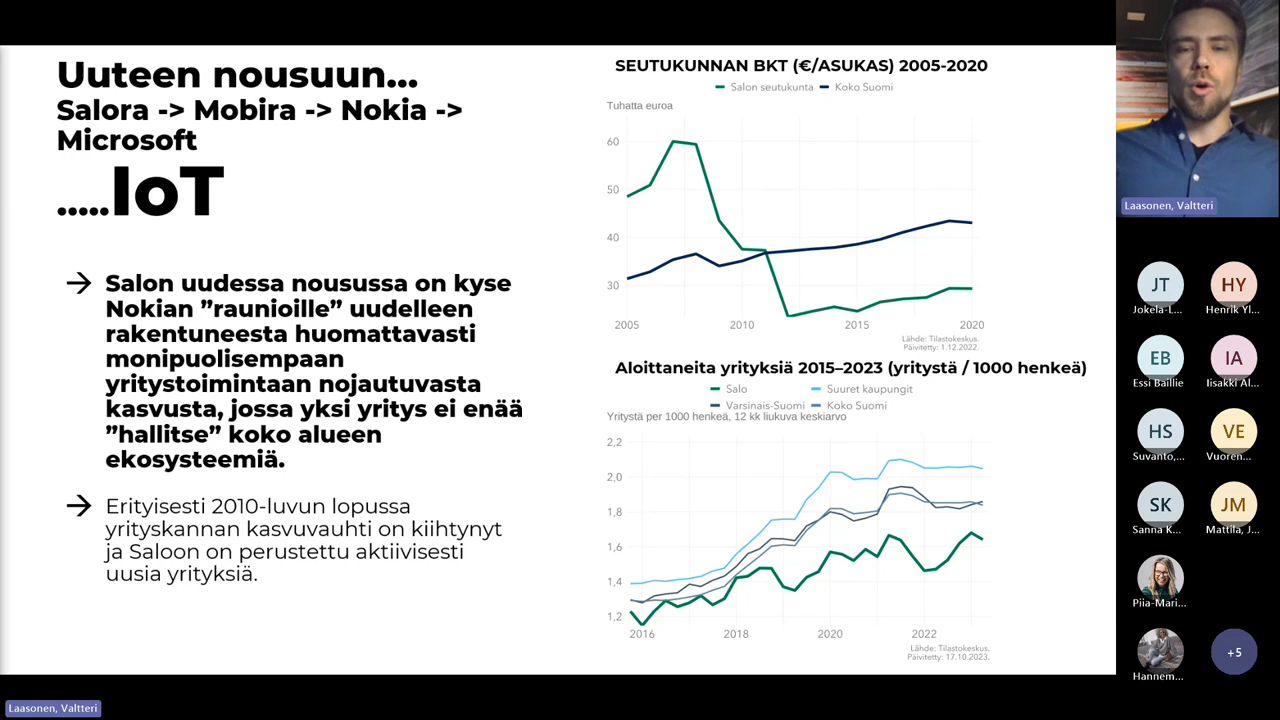 Uuteen nousuun...
Salora -> Mobira -> Nokia ->
Microsoft
.....IoT
→ Salon uudessa nousussa on kyse
Nokian ”raunioille” uudelleen
rakentuneesta huomattavasti
monipuolisempaan
yritystoimintaan nojautuvasta
kasvusta, jossa yksi yritys ei enää
”hallitse” koko alueen
ekosysteemiä.
→ Erityisesti 2010-luvun lopussa
yrityskannan kasvuvauhti on kiihtynyt
ja Saloon on perustettu aktiivisesti
uusia yrityksiä.
SEUTUKUNNAN BKT (€/ASUKAS) 2005-2020
Salon seutukunta Koko Suomi
Tuhatta euroa
60
50
40
30
2005 2010 2015 2020
Lähde: Tilastokeskus.
Päivitetty: 1.12.2022.
Aloittaneita yrityksiä 2015–2023 (yritystä / 1000 henkeä)
Salo Suuret kaupungit
Varsinais-Suomi Koko Suomi
Yritystä per 1000 henkeä, 12 kk liukuva keskiarvo
2,2
2,0
1,8
1,6
1,4
1,2
2016 2018 2020 2022
Lähde: Tilastokeskus.
Päivitetty: 17.10.2023.
Laasonen, Valtteri
JT HY
Jokela-L... Henrik Yl...
EB IA
Essi Baillie Iisakki Al...
HS VE
Suvanto,... Vuoren...
SK JM
Sanna K... Mattila, J...
Piia-Mari...
Hannem... +5
Laasonen, Valtteri